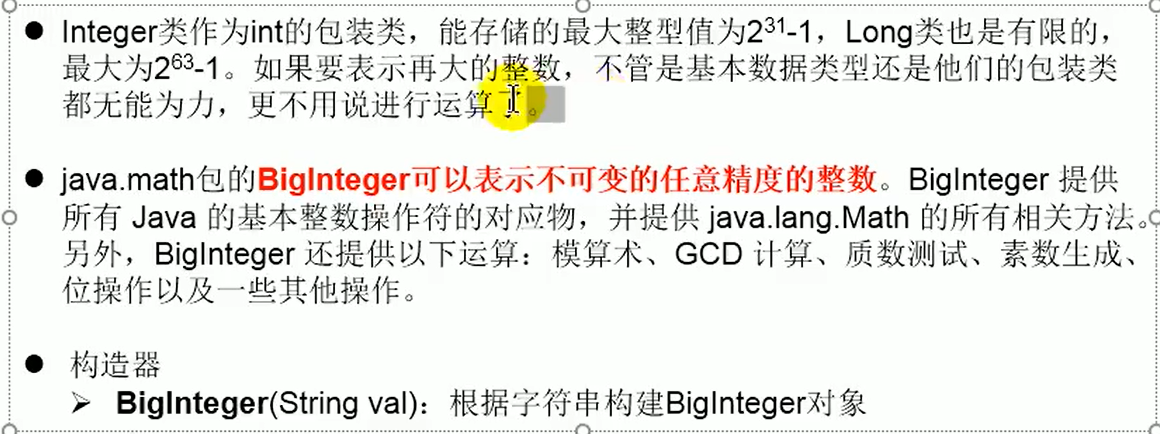 ● Integer类作为int的包装类，能存储的最大整型值为2³¹-1，Long类也是有限的，
最大为2⁶³-1。如果要表示再大的整数，不管是基本数据类型还是他们的包装类
都无能为力，更不用说进行运算了。
● java.math包的BigInteger可以表示不可变的任意精度的整数。BigInteger 提供
所有 Java 的基本整数操作符的对应物，并提供 java.lang.Math 的所有相关方法。
另外，BigInteger 还提供以下运算：模算术、GCD 计算、质数测试、素数生成、
位操作以及一些其他操作。
● 构造器
➢ BigInteger(String val)：根据字符串构建BigInteger对象